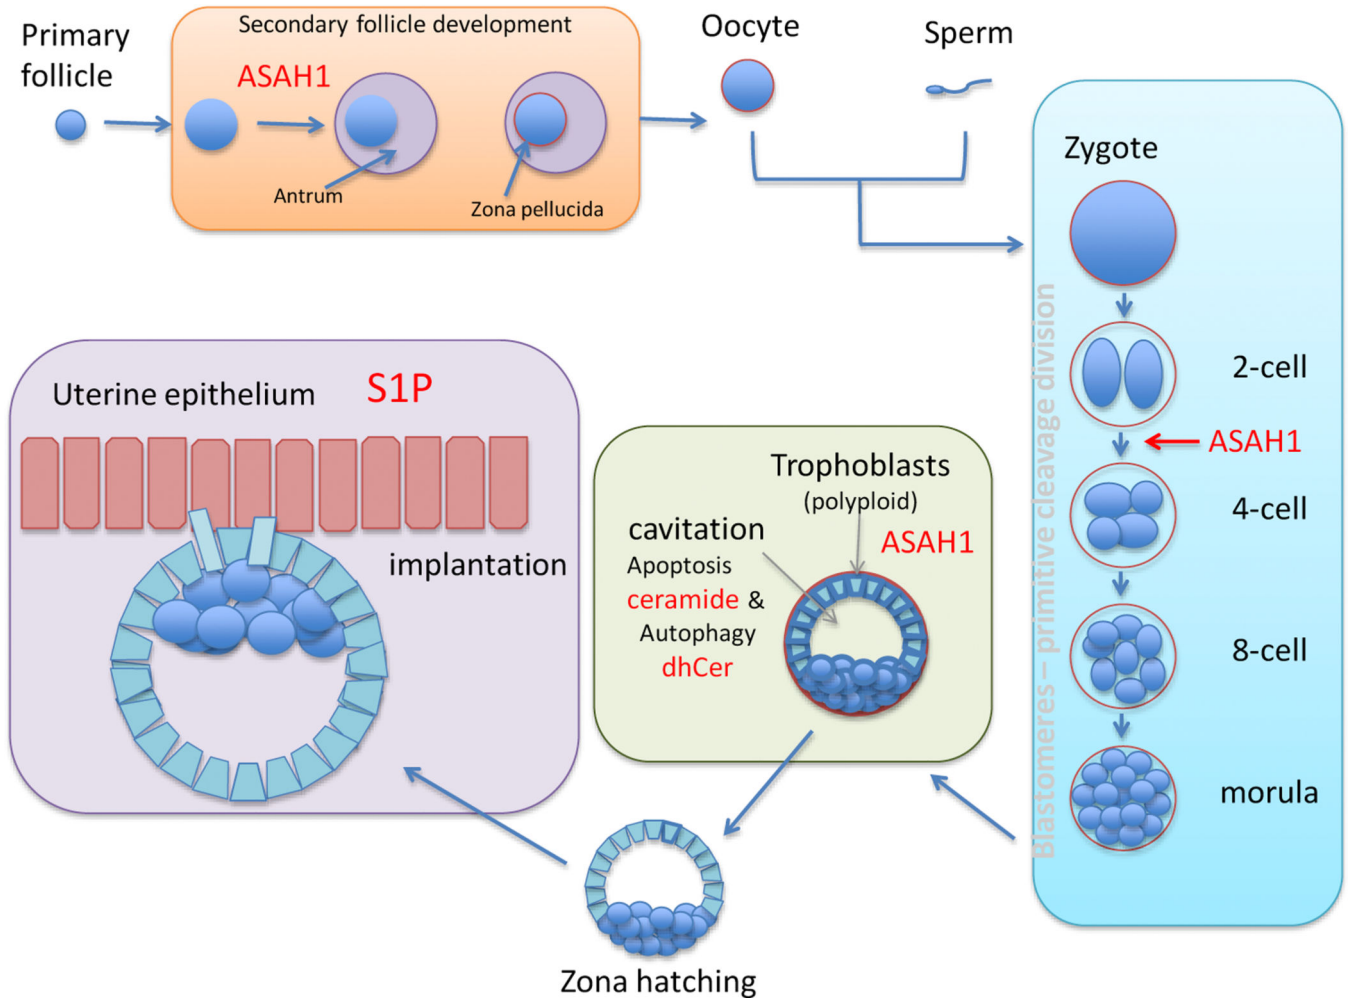 Primary
follicle
Secondary follicle development
ASAH1
Antrum
Zona pellucida
Oocyte
Sperm
Zygote
Blastomeres – primitive cleavage division
2-cell
ASAH1
4-cell
8-cell
morula
Trophoblasts
(polyploid)
ASAH1
cavitation
Apoptosis
ceramide &
Autophagy
dhCer
Zona hatching
Uterine epithelium
S1P
implantation